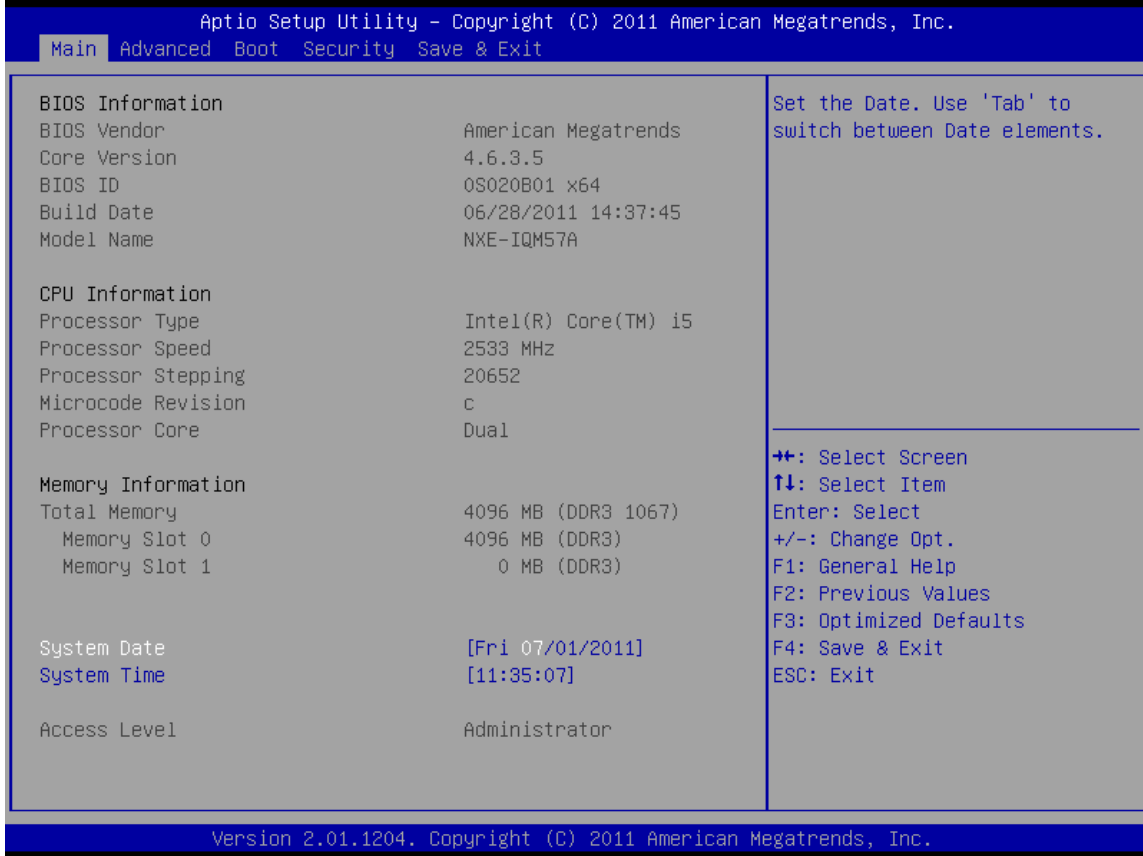 Aptio Setup Utility – Copyright (C) 2011 American Megatrends, Inc.
Main Advanced Boot Security Save & Exit
BIOS Information
BIOS Vendor American Megatrends
Core Version 4.6.3.5
BIOS ID 0S020B01 x64
Build Date 06/28/2011 14:37:45
Model Name NXE-IQM57A
CPU Information
Processor Type Intel(R) Core(TM) i5
Processor Speed 2533 MHz
Processor Stepping 20652
Microcode Revision c
Processor Core Dual
Memory Information
Total Memory 4096 MB (DDR3 1067)
Memory Slot 0 4096 MB (DDR3)
Memory Slot 1 0 MB (DDR3)
System Date [Fri 07/01/2011]
System Time [11:35:07]
Access Level Administrator
Set the Date. Use 'Tab' to
switch between Date elements.
→←: Select Screen
↑↓: Select Item
Enter: Select
+/-: Change Opt.
F1: General Help
F2: Previous Values
F3: Optimized Defaults
F4: Save & Exit
ESC: Exit
Version 2.01.1204. Copyright (C) 2011 American Megatrends, Inc.